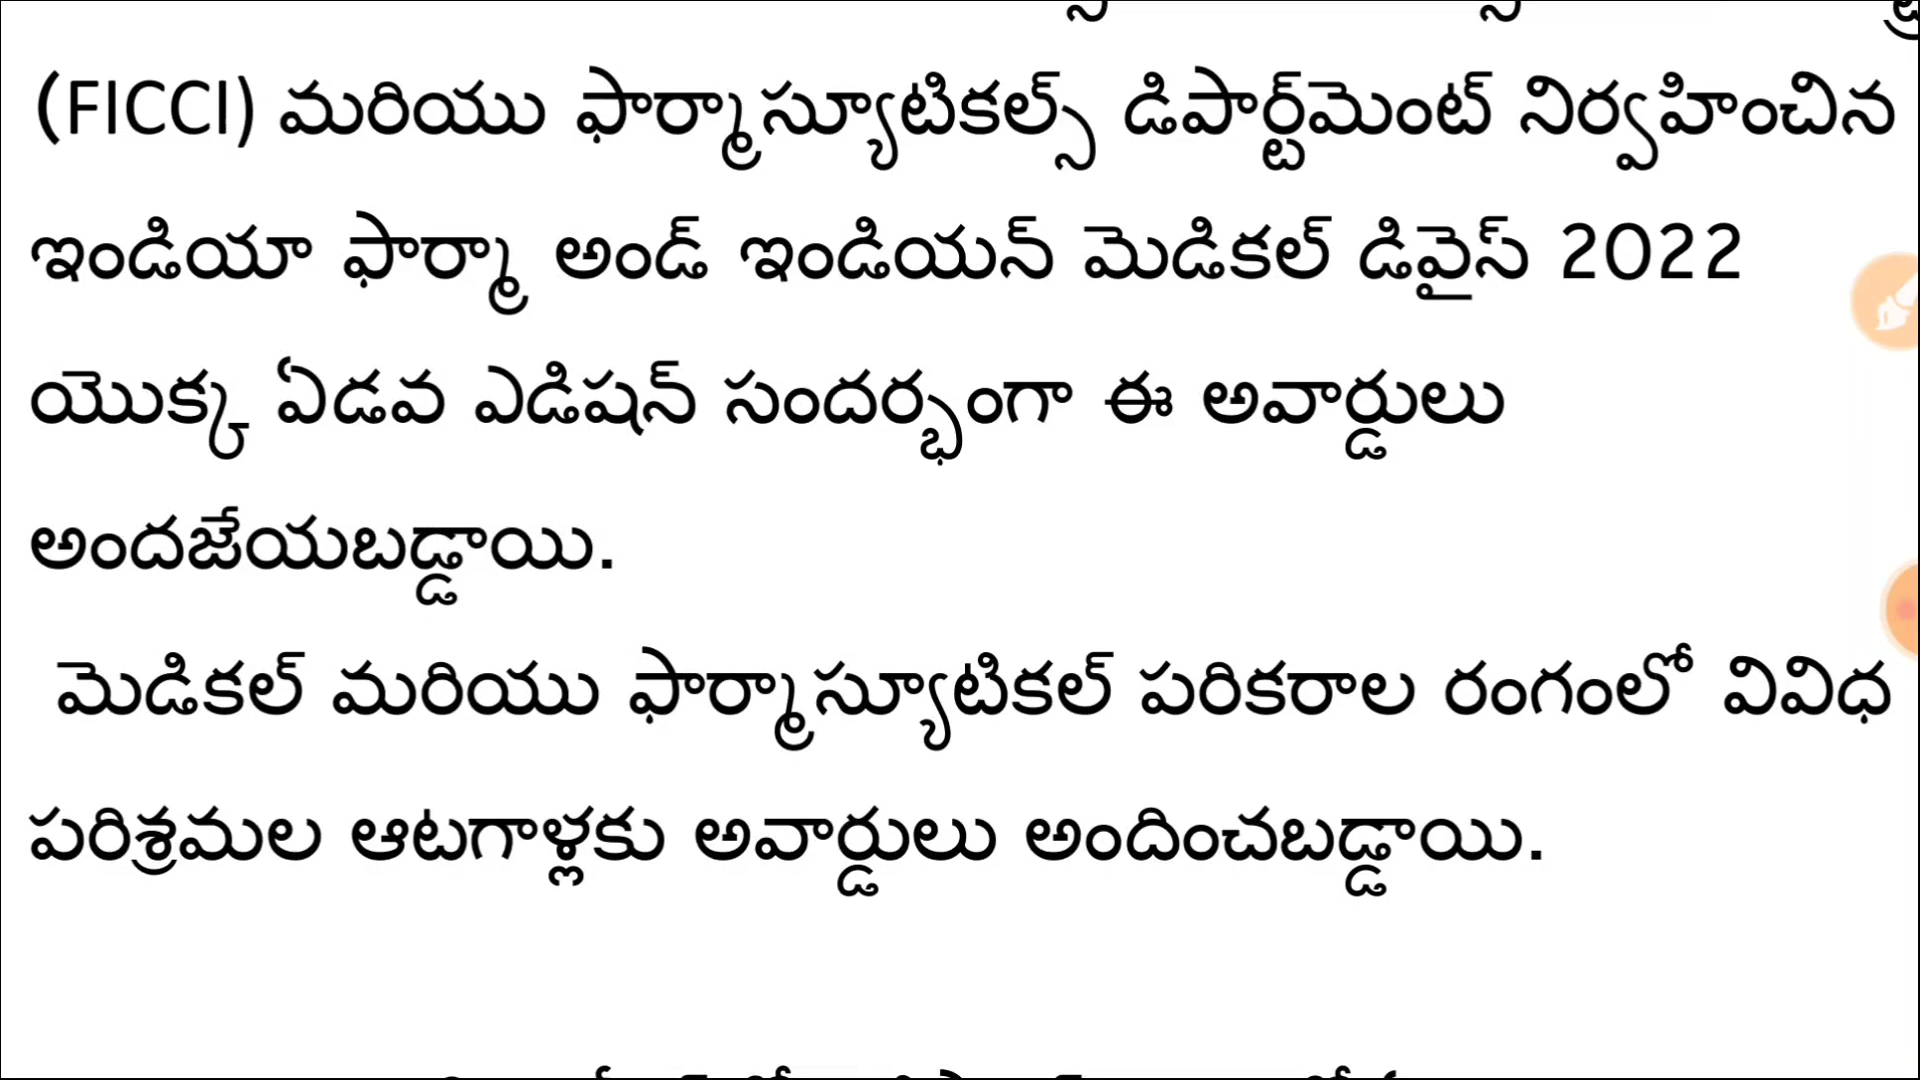 (FICCI) మరియు ఫార్మాస్యూటికల్స్ డిపార్ట్‌మెంట్ నిర్వహించిన
ఇండియా ఫార్మా అండ్ ఇండియన్ మెడికల్ డివైస్ 2022
యొక్క ఏడవ ఎడిషన్ సందర్భంగా ఈ అవార్డులు
అందజేయబడ్డాయి.
మెడికల్ మరియు ఫార్మాస్యూటికల్ పరికరాల రంగంలో వివిధ
పరిశ్రమల ఆటగాళ్లకు అవార్డులు అందించబడ్డాయి.